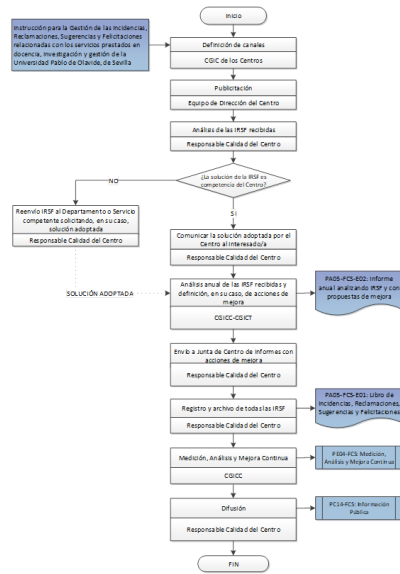 Inicio
Instrucción para la Gestión de las Incidencias,
Reclamaciones, Sugerencias y Felicitaciones
relacionadas con los servicios prestados en
docencia, investigación y gestión de la
Universidad Pablo de Olavide, de Sevilla
Definición de canales
CGIC de los Centros
Publicitación
Equipo de Dirección del Centro
Análisis de las IRSF recibidas
Responsable Calidad del Centro
¿La solución de la IRSF es
competencia del Centro?
NO
SI
Reenvío IRSF al Departamento o Servicio
competente solicitando, en su caso,
solución adoptada
Responsable Calidad del Centro
Comunicar la solución adoptada por el
Centro al Interesado/a
Responsable Calidad del Centro
SOLUCIÓN ADOPTADA
Análisis anual de las IRSF recibidas y
definición, en su caso, de acciones de
mejora
CGICC-CGICT
PA05-FCS-E02: Informe
anual analizando IRSF y con
propuestas de mejora
Envío a Junta de Centro de Informes con
acciones de mejora
Responsable Calidad del Centro
Registro y archivo de todas las IRSF
Responsable Calidad del Centro
PA05-FCS-E01: Libro de
Incidencias, Reclamaciones,
Sugerencias y Felicitaciones
Medición, Análisis y Mejora Continua
CGICC
PE04-FCS: Medición,
Análisis y Mejora Continua
Difusión
Responsable Calidad del Centro
PC14-FCS: Información
Publica
FIN